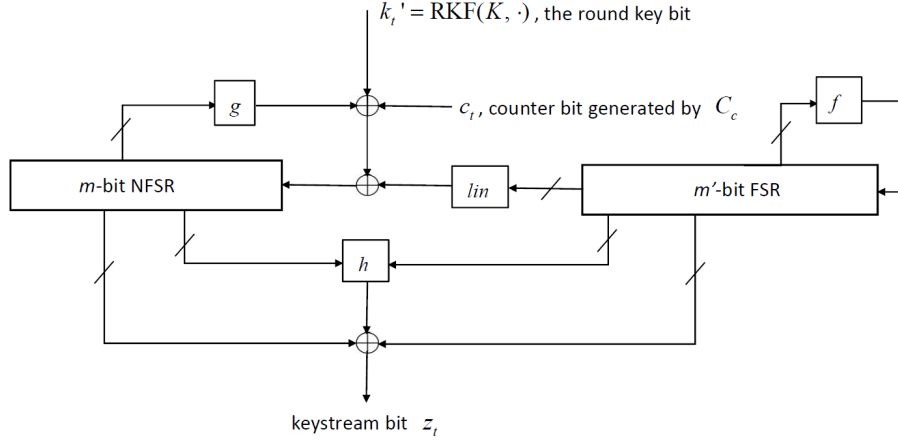 k_t' = RKF(K, ·), the round key bit
g
c_t, counter bit generated by C_c
f
m-bit NFSR
lin
m'-bit FSR
h
keystream bit z_t